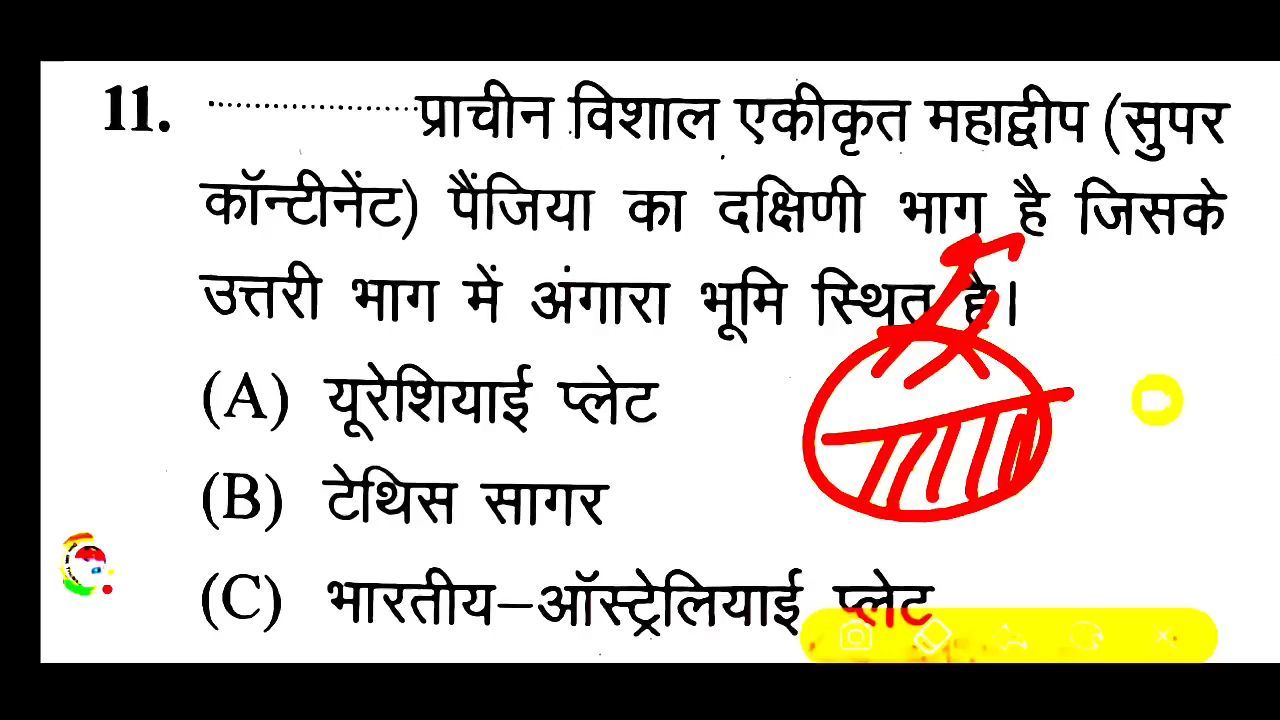 11. ....................प्राचीन विशाल एकीकृत महाद्वीप (सुपर
कॉन्टीनेंट) पैंजिया का दक्षिणी भाग है जिसके
उत्तरी भाग में अंगारा भूमि स्थित है।
(A) यूरेशियाई प्लेट
(B) टेथिस सागर
(C) भारतीय–ऑस्ट्रेलियाई प्लेट